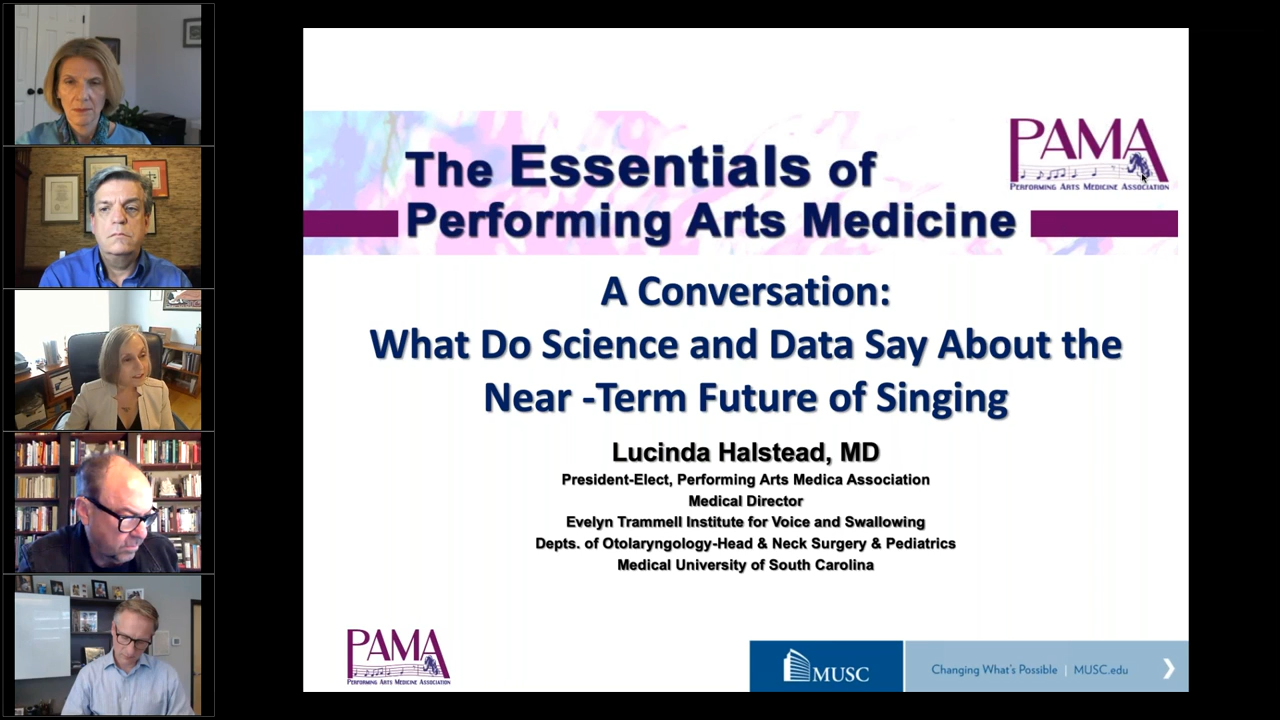 The Essentials of
Performing Arts Medicine
PAMA
PERFORMING ARTS MEDICINE ASSOCIATION
A Conversation:
What Do Science and Data Say About the
Near -Term Future of Singing
Lucinda Halstead, MD
President-Elect, Performing Arts Medica Association
Medical Director
Evelyn Trammell Institute for Voice and Swallowing
Depts. of Otolaryngology-Head & Neck Surgery & Pediatrics
Medical University of South Carolina
PAMA
PERFORMING ARTS MEDICINE ASSOCIATION
MUSC
Changing What's Possible | MUSC.edu